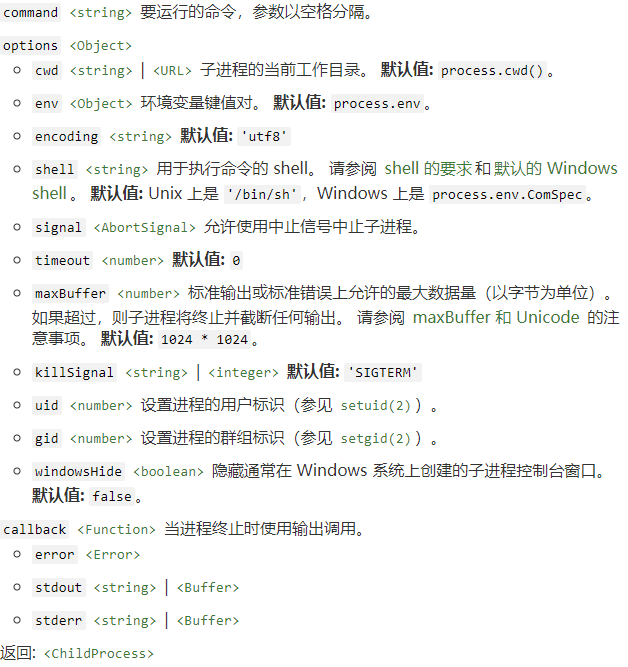 command <string> 要运行的命令，参数以空格分隔。
options <Object>
cwd <string> | <URL> 子进程的当前工作目录。 默认值: process.cwd()。
env <Object> 环境变量键值对。 默认值: process.env。
encoding <string> 默认值: 'utf8'
shell <string> 用于执行命令的 shell。 请参阅 shell 的要求和默认的 Windows
shell。 默认值: Unix 上是 '/bin/sh'，Windows 上是 process.env.ComSpec。
signal <AbortSignal> 允许使用中止信号中止子进程。
timeout <number> 默认值: 0
maxBuffer <number> 标准输出或标准错误上允许的最大数据量（以字节为单位）。
如果超过，则子进程将终止并截断任何输出。 请参阅 maxBuffer 和 Unicode 的注
意事项。 默认值: 1024 * 1024。
killSignal <string> | <integer> 默认值: 'SIGTERM'
uid <number> 设置进程的用户标识（参见 setuid(2)）。
gid <number> 设置进程的群组标识（参见 setgid(2)）。
windowsHide <boolean> 隐藏通常在 Windows 系统上创建的子进程控制台窗口。
默认值: false。
callback <Function> 当进程终止时使用输出调用。
error <Error>
stdout <string> | <Buffer>
stderr <string> | <Buffer>
返回: <ChildProcess>